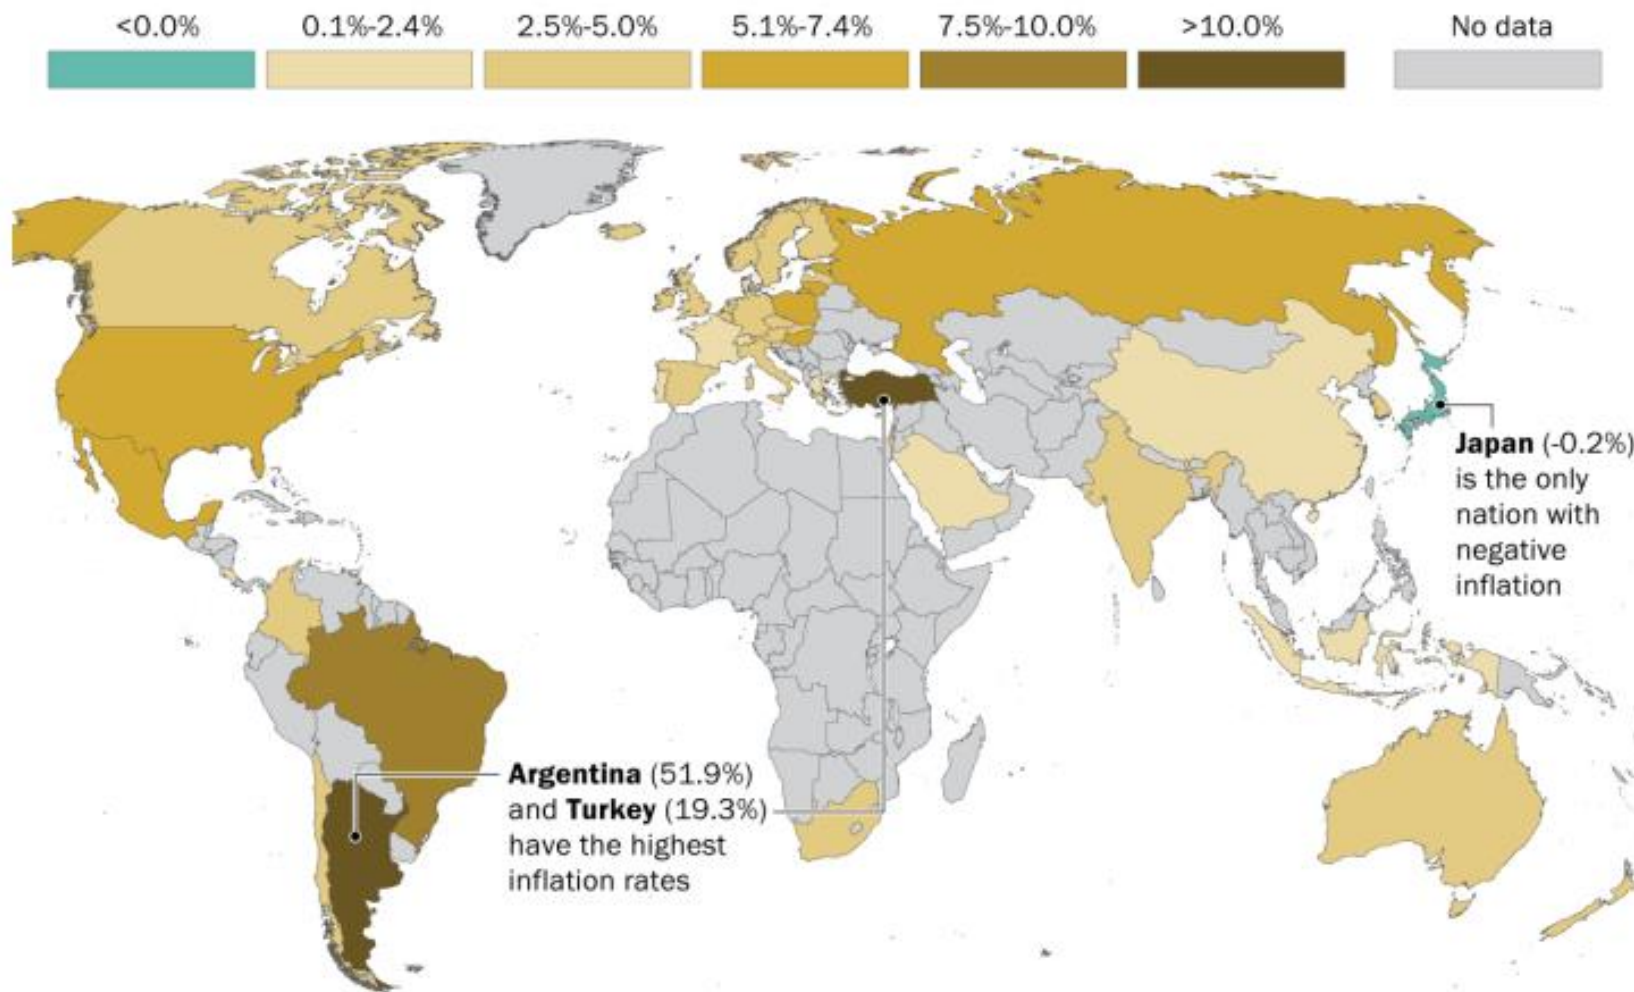 <0.0% 0.1%-2.4% 2.5%-5.0% 5.1%-7.4% 7.5%-10.0% >10.0% No data
Japan (-0.2%)
is the only
nation with
negative
inflation
Argentina (51.9%)
and Turkey (19.3%)
have the highest
inflation rates